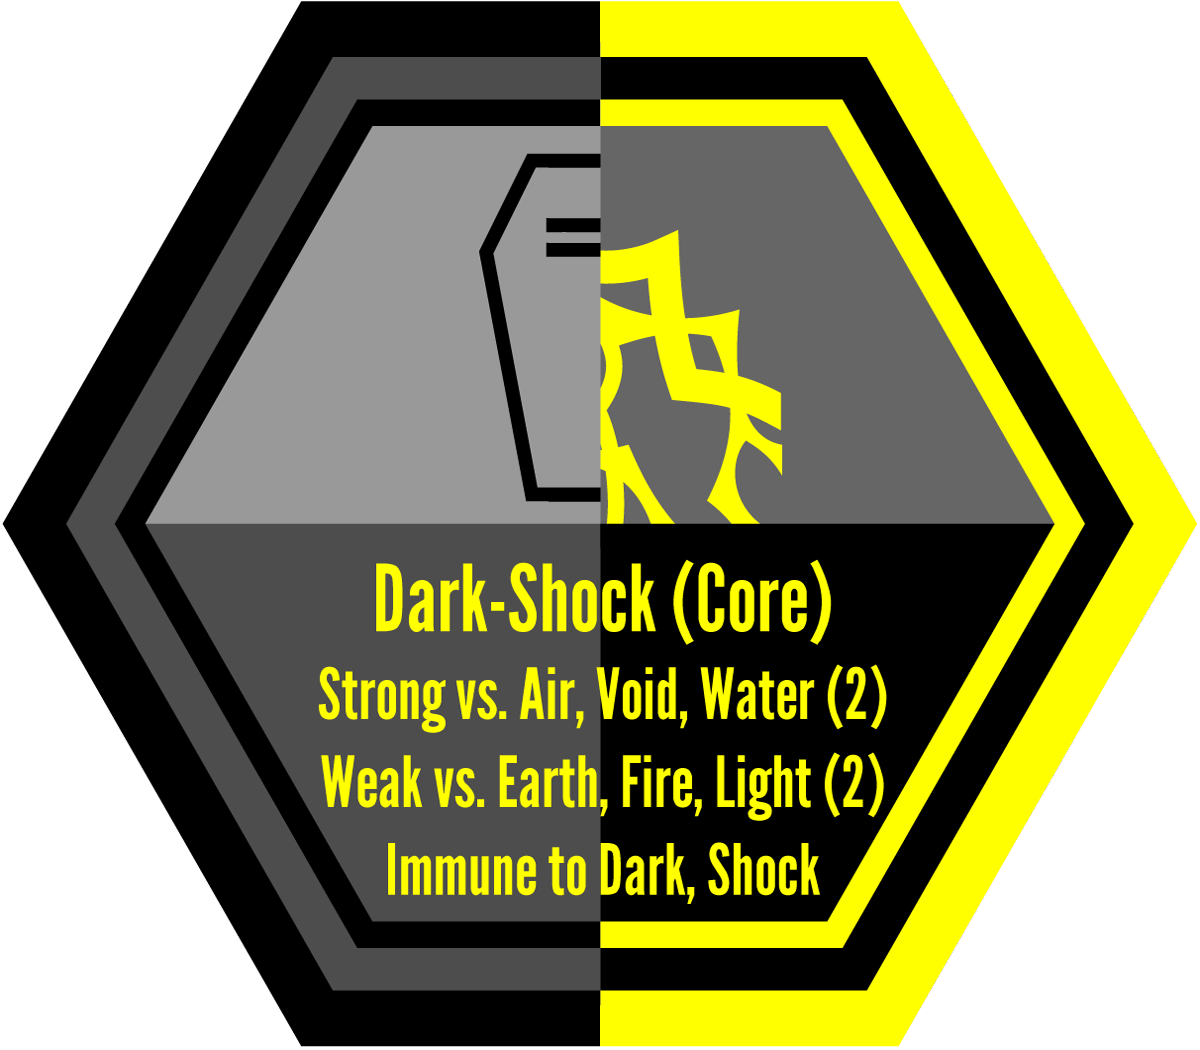 Dark-Shock (Core)
Strong vs. Air, Void, Water (2)
Weak vs. Earth, Fire, Light (2)
Immune to Dark, Shock